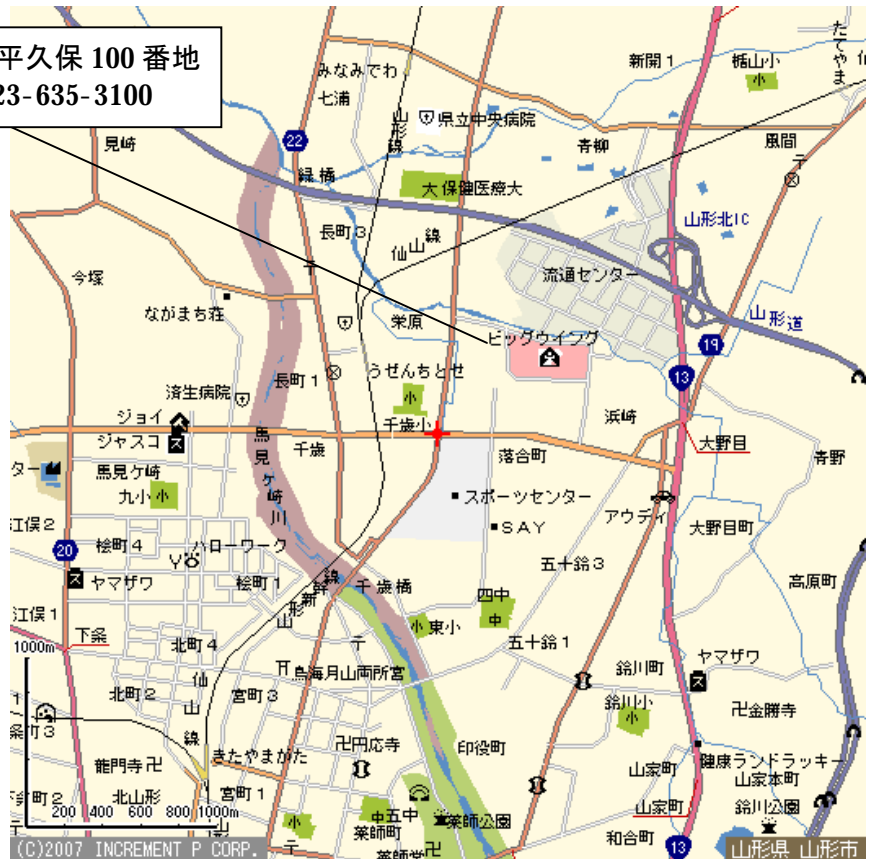 平久保 100 番地
23-635-3100
みなみでわ
七浦
山形線
県立中央病院
新開1
楯山小
小
たてやま
仙
見崎
22
緑橋
青柳
風間
大保健医療大
長町3
仙山線
山形北IC
今塚
流通センター
ながまち荘
栄原
ビッグウイング
山形道
19
13
うぜんちとせ
済生病院
長町1
小
浜崎
ジョイ
千歳小
ジャスコ
馬見ケ崎川
千歳
落合町
大野目
青野
ター
馬見ケ崎
九小
小
スポーツセンター
アウディ
江俣2
SAY
大野目町
20
桧町4
ハローワーク
五十鈴3
ヤマザワ
桧町1
山形新幹線
千歳橋
四中
中
高原町
江俣1
小
東小
五十鈴1
下条
北町4
鈴川町
ヤマザワ
1000m
鳥海月山両所宮
北町2
仙山線
宮町3
鈴川小
小
金勝寺
円応寺
印役町
きたやまがた
健康ランドラッキー
龍門寺
山家町
山家本町
北山形
宮町1
五中
中
薬師公園
山家町
鈴川公園
200 400 600 800 1000m
小
薬師町
和合町
薬師堂
13
(C)2007 INCREMENT P CORP.
山形県 山形市